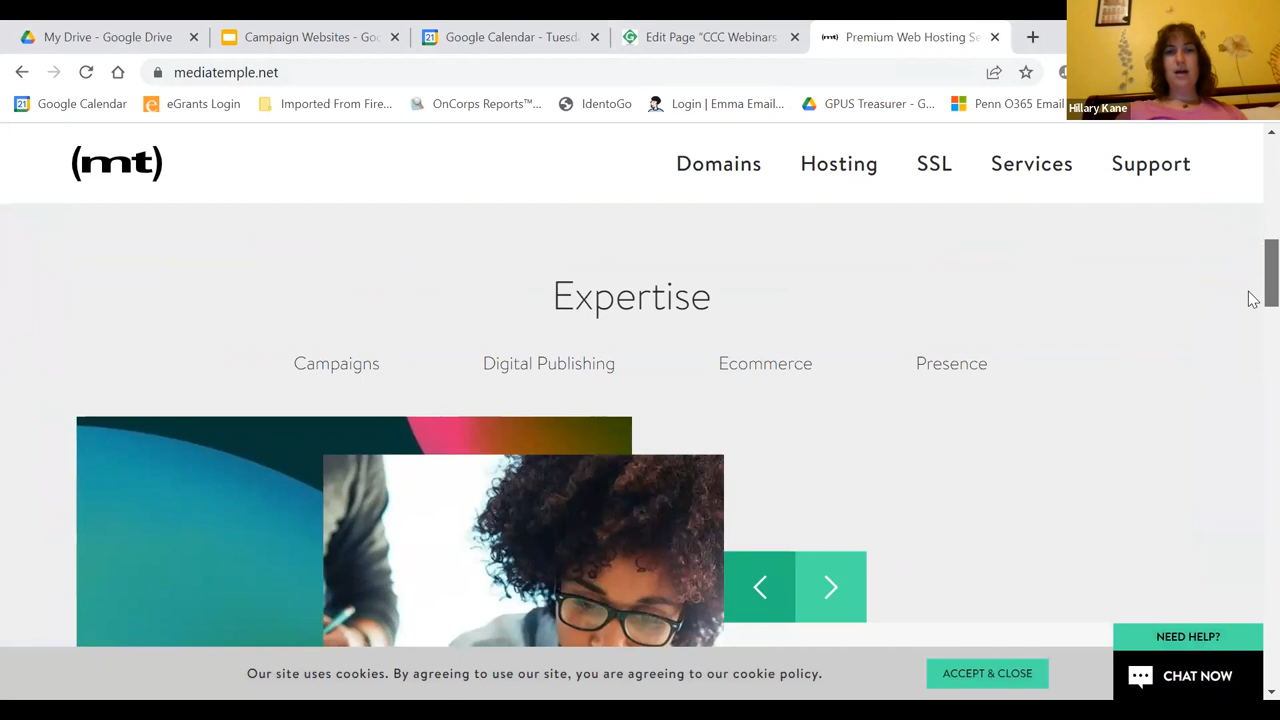 My Drive - Google Drive
Campaign Websites - Goo
Google Calendar - Tuesd
Edit Page "CCC Webinars
(mt) Premium Web Hosting Se
mediatemple.net
Google Calendar
eGrants Login
Imported From Fire...
OnCorps Reports™...
IdentoGo
Login | Emma Email...
GPUS Treasurer - G...
Penn O365 Email
Hillary Kane
(mt)
Domains
Hosting
SSL
Services
Support
Expertise
Campaigns
Digital Publishing
Ecommerce
Presence
NEED HELP?
Our site uses cookies. By agreeing to use our site, you are agreeing to our cookie policy.
ACCEPT & CLOSE
CHAT NOW